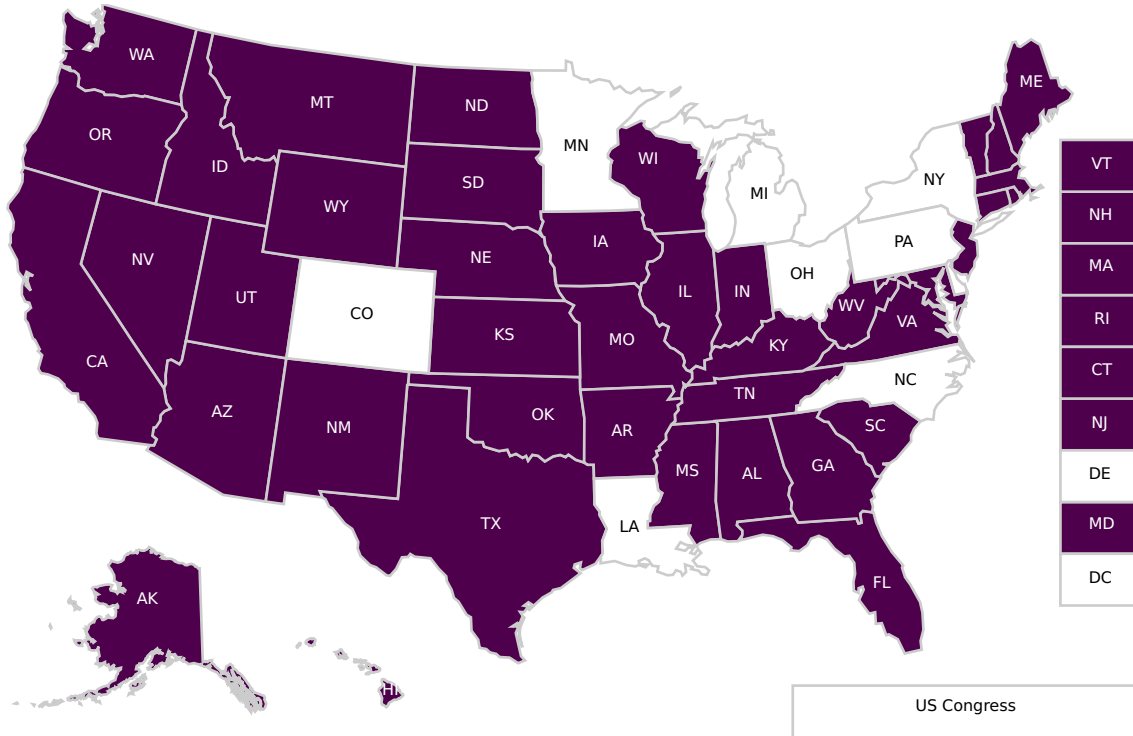 WA
ME
MT
ND
OR
MN
WI
VT
ID
SD
NY
MI
WY
NH
PA
IA
NE
NV
MA
OH
UT
IL
IN
WV
CO
RI
VA
KS
MO
KY
CA
CT
NC
TN
AZ
OK
NM
AR
SC
NJ
GA
MS
AL
DE
TX
LA
MD
DC
FL
AK
HI
US Congress